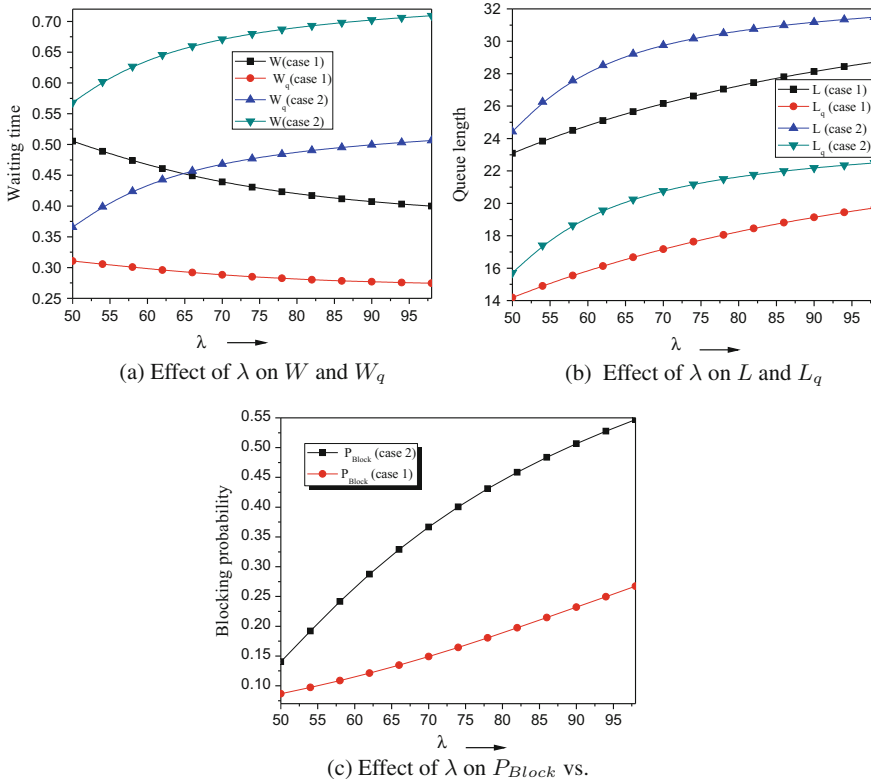 0.70
0.65
0.60
0.55
0.50
0.45
0.40
0.35
0.30
0.25
Waiting time
W(case 1)
W_q(case 1)
W_q(case 2)
W(case 2)
50 55 60 65 70 75 80 85 90 95
λ
(a) Effect of λ on W and W_q
32
30
28
26
24
22
20
18
16
14
Queue length
L (case 1)
L_q (case 1)
L (case 2)
L_q (case 2)
50 55 60 65 70 75 80 85 90 95
λ
(b) Effect of λ on L and L_q
0.55
0.50
0.45
0.40
0.35
0.30
0.25
0.20
0.15
0.10
Blocking probability
P_Block (case 2)
P_Block (case 1)
50 55 60 65 70 75 80 85 90 95
λ
(c) Effect of λ on P_Block vs.